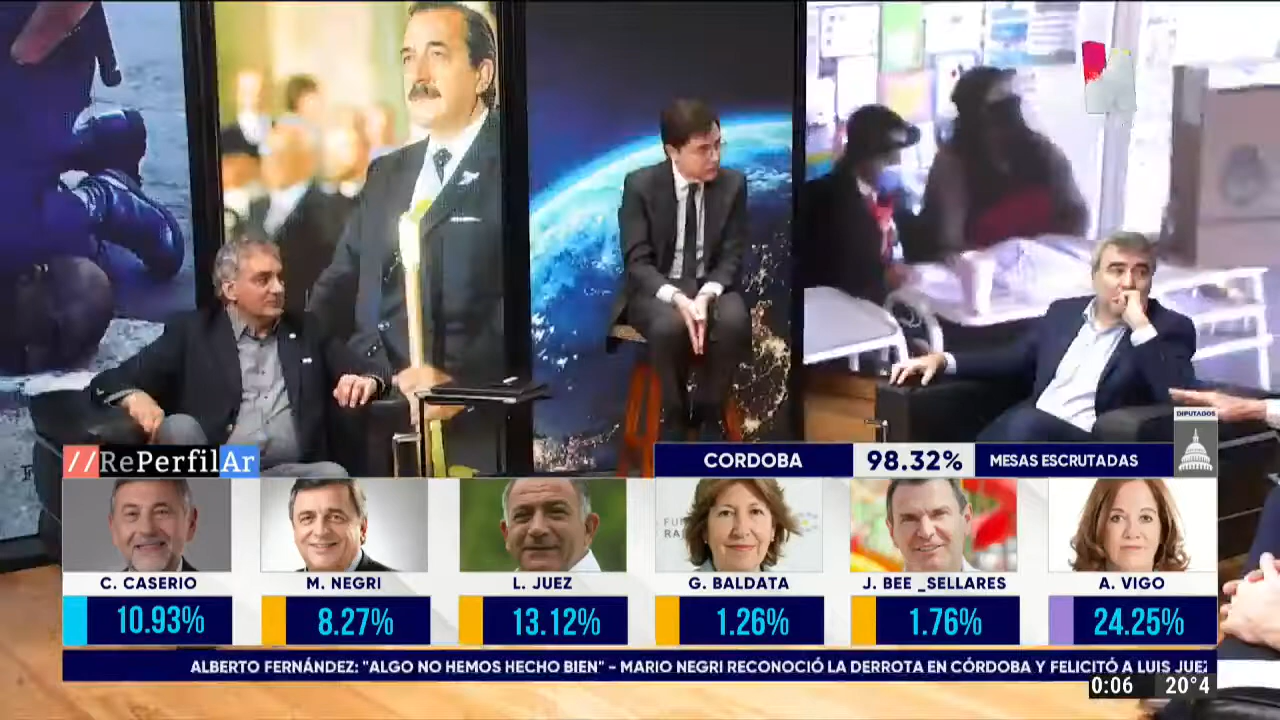 DIPUTADOS
//RePerfilAr
CORDOBA 98.32% MESAS ESCRUTADAS
C. CASERIO
M. NEGRI
L. JUEZ
G. BALDATA
J. BEE _SELLARES
A. VIGO
10.93%
8.27%
13.12%
1.26%
1.76%
24.25%
ALBERTO FERNÁNDEZ: "ALGO NO HEMOS HECHO BIEN" – MARIO NEGRI RECONOCIÓ LA DERROTA EN CÓRDOBA Y FELICITÓ A LUIS JUEZ
0:06 20°4